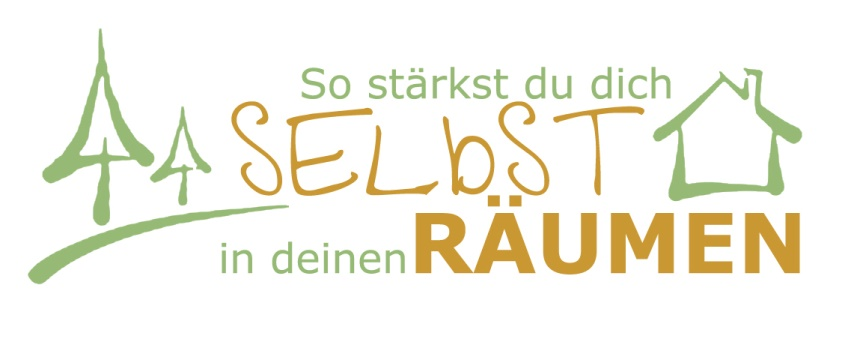 So stärkst du dich
SELbST
in deinen RÄUMEN